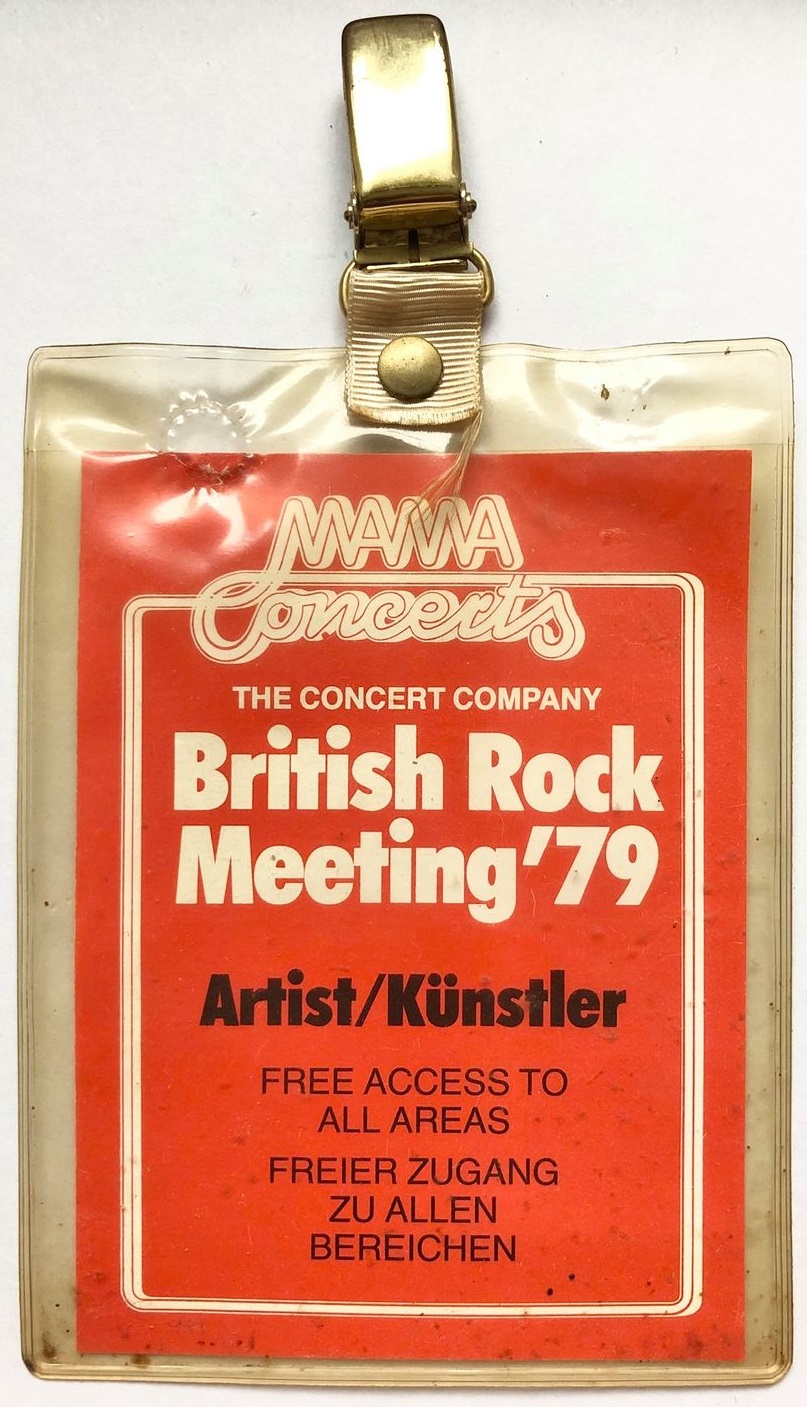 MAMA
Concerts
THE CONCERT COMPANY
British Rock
Meeting'79
Artist/Künstler
FREE ACCESS TO
ALL AREAS
FREIER ZUGANG
ZU ALLEN
BEREICHEN